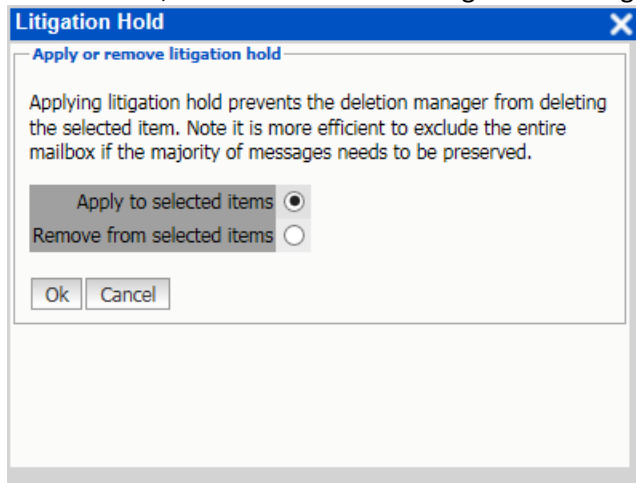 Litigation Hold
Apply or remove litigation hold
Applying litigation hold prevents the deletion manager from deleting
the selected item. Note it is more efficient to exclude the entire
mailbox if the majority of messages needs to be preserved.
Apply to selected items
Remove from selected items
Ok Cancel